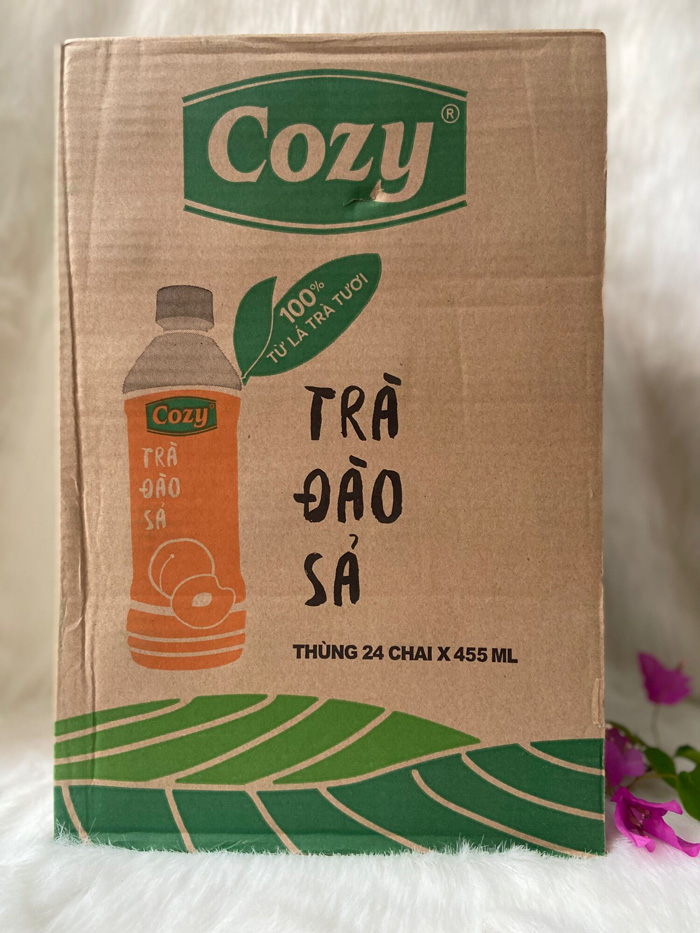 Cozy®
100%
TỪ LÁ TRÀ TƯƠI
Cozy®
TRÀ
ĐÀO
SẢ
TRÀ
ĐÀO
SẢ
THÙNG 24 CHAI X 455 ML